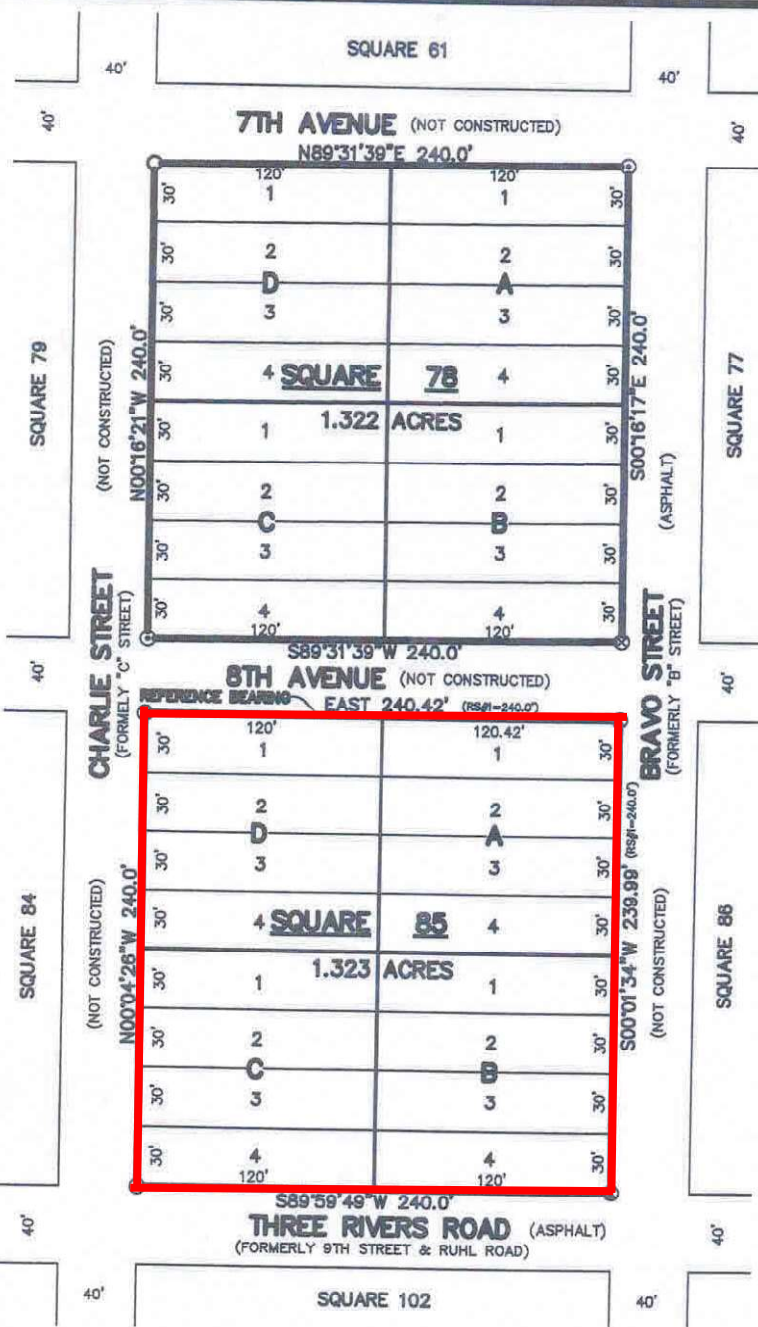 SQUARE 61
40'
40'
40'
40'
7TH AVENUE (NOT CONSTRUCTED)
N89°31'39"E 240.0'
120'
120'
30'
1
1
30'
30'
2
2
30'
D
A
30'
3
3
30'
30'
4
SQUARE 78
4
30'
1.322 ACRES
30'
1
1
30'
30'
2
2
30'
C
B
30'
3
3
30'
30'
4
4
30'
120'
120'
S89°31'39"W 240.0'
SQUARE 79
(NOT CONSTRUCTED)
N00°16'21"W 240.0'
S00°16'17"E 240.0'
(ASPHALT)
SQUARE 77
CHARLIE STREET
(FORMELY "C" STREET)
BRAVO STREET
(FORMERLY "B" STREET)
40'
40'
8TH AVENUE (NOT CONSTRUCTED)
REFERENCE BEARING
EAST 240.42' (RS#1=240.0')
120'
120.42'
30'
1
1
30'
30'
2
2
30'
D
A
30'
3
3
30'
30'
4
SQUARE 85
4
30'
1.323 ACRES
30'
1
1
30'
30'
2
2
30'
C
B
30'
3
3
30'
30'
4
4
30'
120'
120'
S89°59'49"W 240.0'
SQUARE 84
(NOT CONSTRUCTED)
N00°04'26"W 240.0'
S00°01'34"W 239.99' (RS#1=240.0')
(NOT CONSTRUCTED)
SQUARE 86
THREE RIVERS ROAD (ASPHALT)
(FORMERLY 9TH STREET & RUHL ROAD)
40'
40'
40'
40'
SQUARE 102